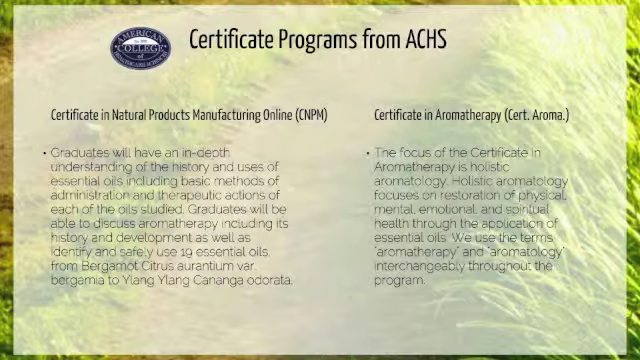 AMERICAN
COLLEGE
of
HEALTHCARE SCIENCES
Certificate Programs from ACHS
Certificate in Natural Products Manufacturing Online (CNPM)
• Graduates will have an in-depth
understanding of the history and uses of
essential oils including basic methods of
administration and therapeutic actions of
each of the oils studied. Graduates will be
able to discuss aromatherapy including its
history and development as well as
identify and safely use 19 essential oils,
from Bergamot Citrus aurantium var.
bergamia to Ylang Ylang Cananga odorata.
Certificate in Aromatherapy (Cert. Aroma.)
• The focus of the Certificate in
Aromatherapy is holistic
aromatology. Holistic aromatology
focuses on restoration of physical,
mental, emotional, and spiritual
health through the application of
essential oils. We use the terms
"aromatherapy" and "aromatology"
interchangeably throughout the
program.